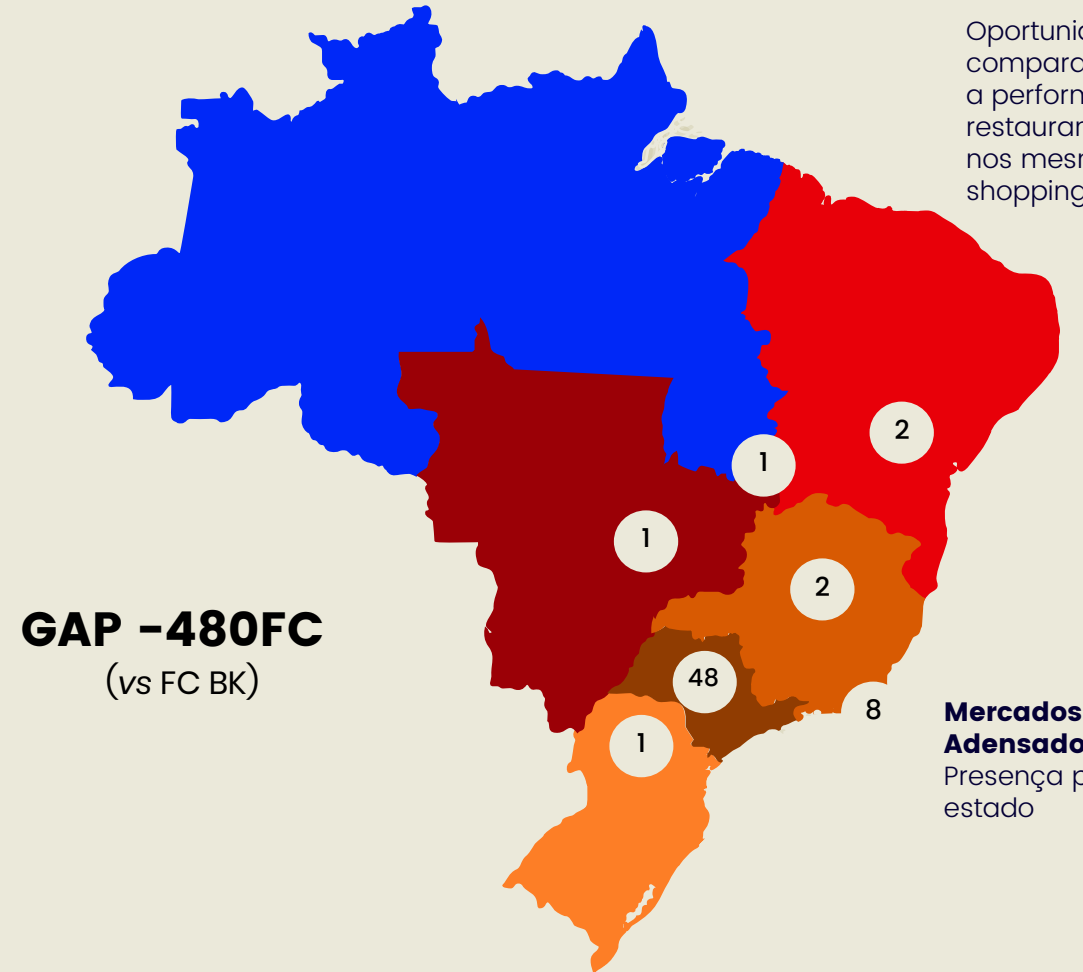 Oportunid
compara
a perform
restauran
nos mesm
shopping
2
1
1
2
GAP -480FC
(vs FC BK)
48
8
1
Mercados
Adensado
Presença p
estado